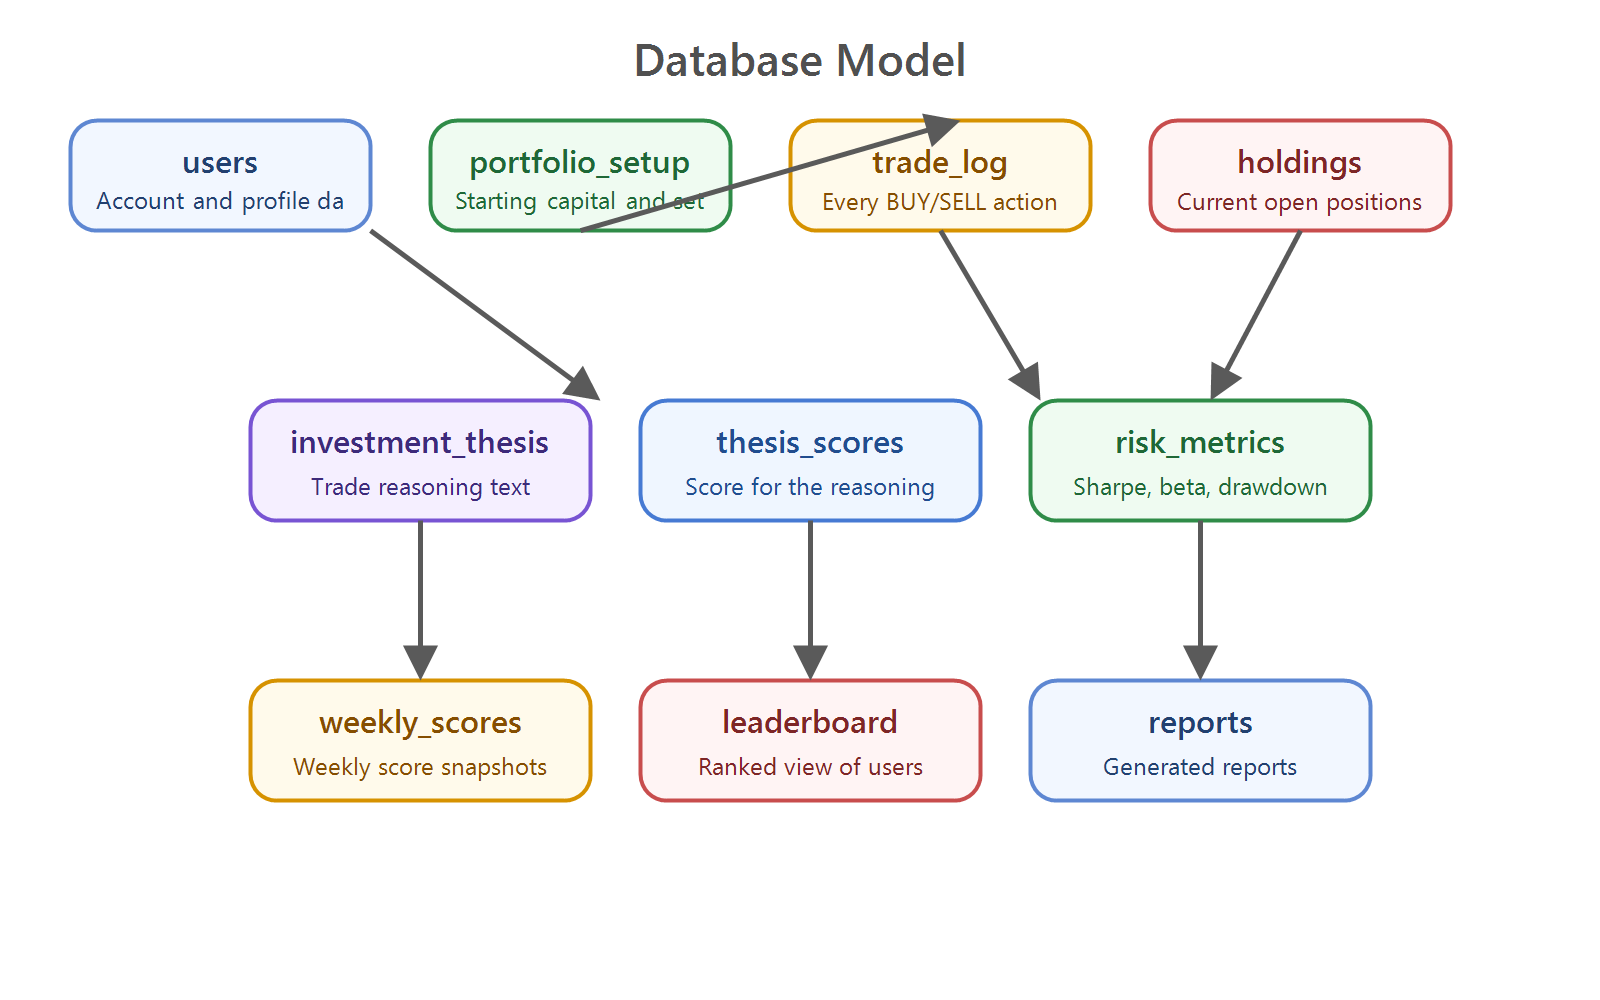 Database Model
users
Account and profile da
portfolio_setup
Starting capital and set
trade_log
Every BUY/SELL action
holdings
Current open positions
investment_thesis
Trade reasoning text
thesis_scores
Score for the reasoning
risk_metrics
Sharpe, beta, drawdown
weekly_scores
Weekly score snapshots
leaderboard
Ranked view of users
reports
Generated reports